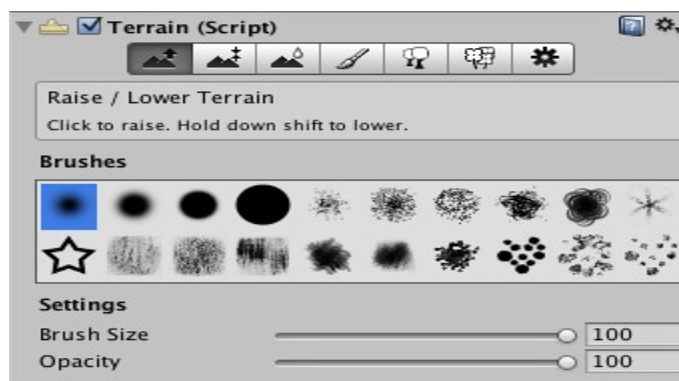 Terrain (Script)
Raise / Lower Terrain
Click to raise. Hold down shift to lower.
Brushes
Settings
Brush Size 100
Opacity 100